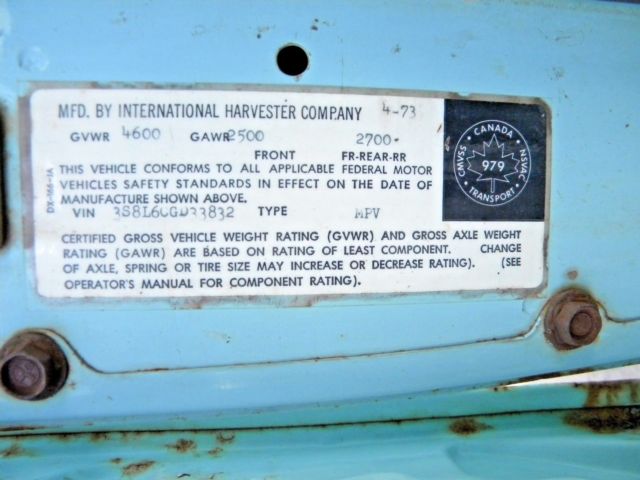 MFD. BY INTERNATIONAL HARVESTER COMPANY 4-73
GVWR 4600 GAWR 2500 2700-
FRONT FR-REAR-RR
THIS VEHICLE CONFORMS TO ALL APPLICABLE FEDERAL MOTOR
VEHICLES SAFETY STANDARDS IN EFFECT ON THE DATE OF
MANUFACTURE SHOWN ABOVE.
VIN 3S8L6CGD33832 TYPE MPV
CERTIFIED GROSS VEHICLE WEIGHT RATING (GVWR) AND GROSS AXLE WEIGHT
RATING (GAWR) ARE BASED ON RATING OF LEAST COMPONENT. CHANGE
OF AXLE, SPRING OR TIRE SIZE MAY INCREASE OR DECREASE RATING). (SEE
OPERATOR'S MANUAL FOR COMPONENT RATING).
DX-166-1A
CANADA
CMVSS 979 NSVAC
TRANSPORT